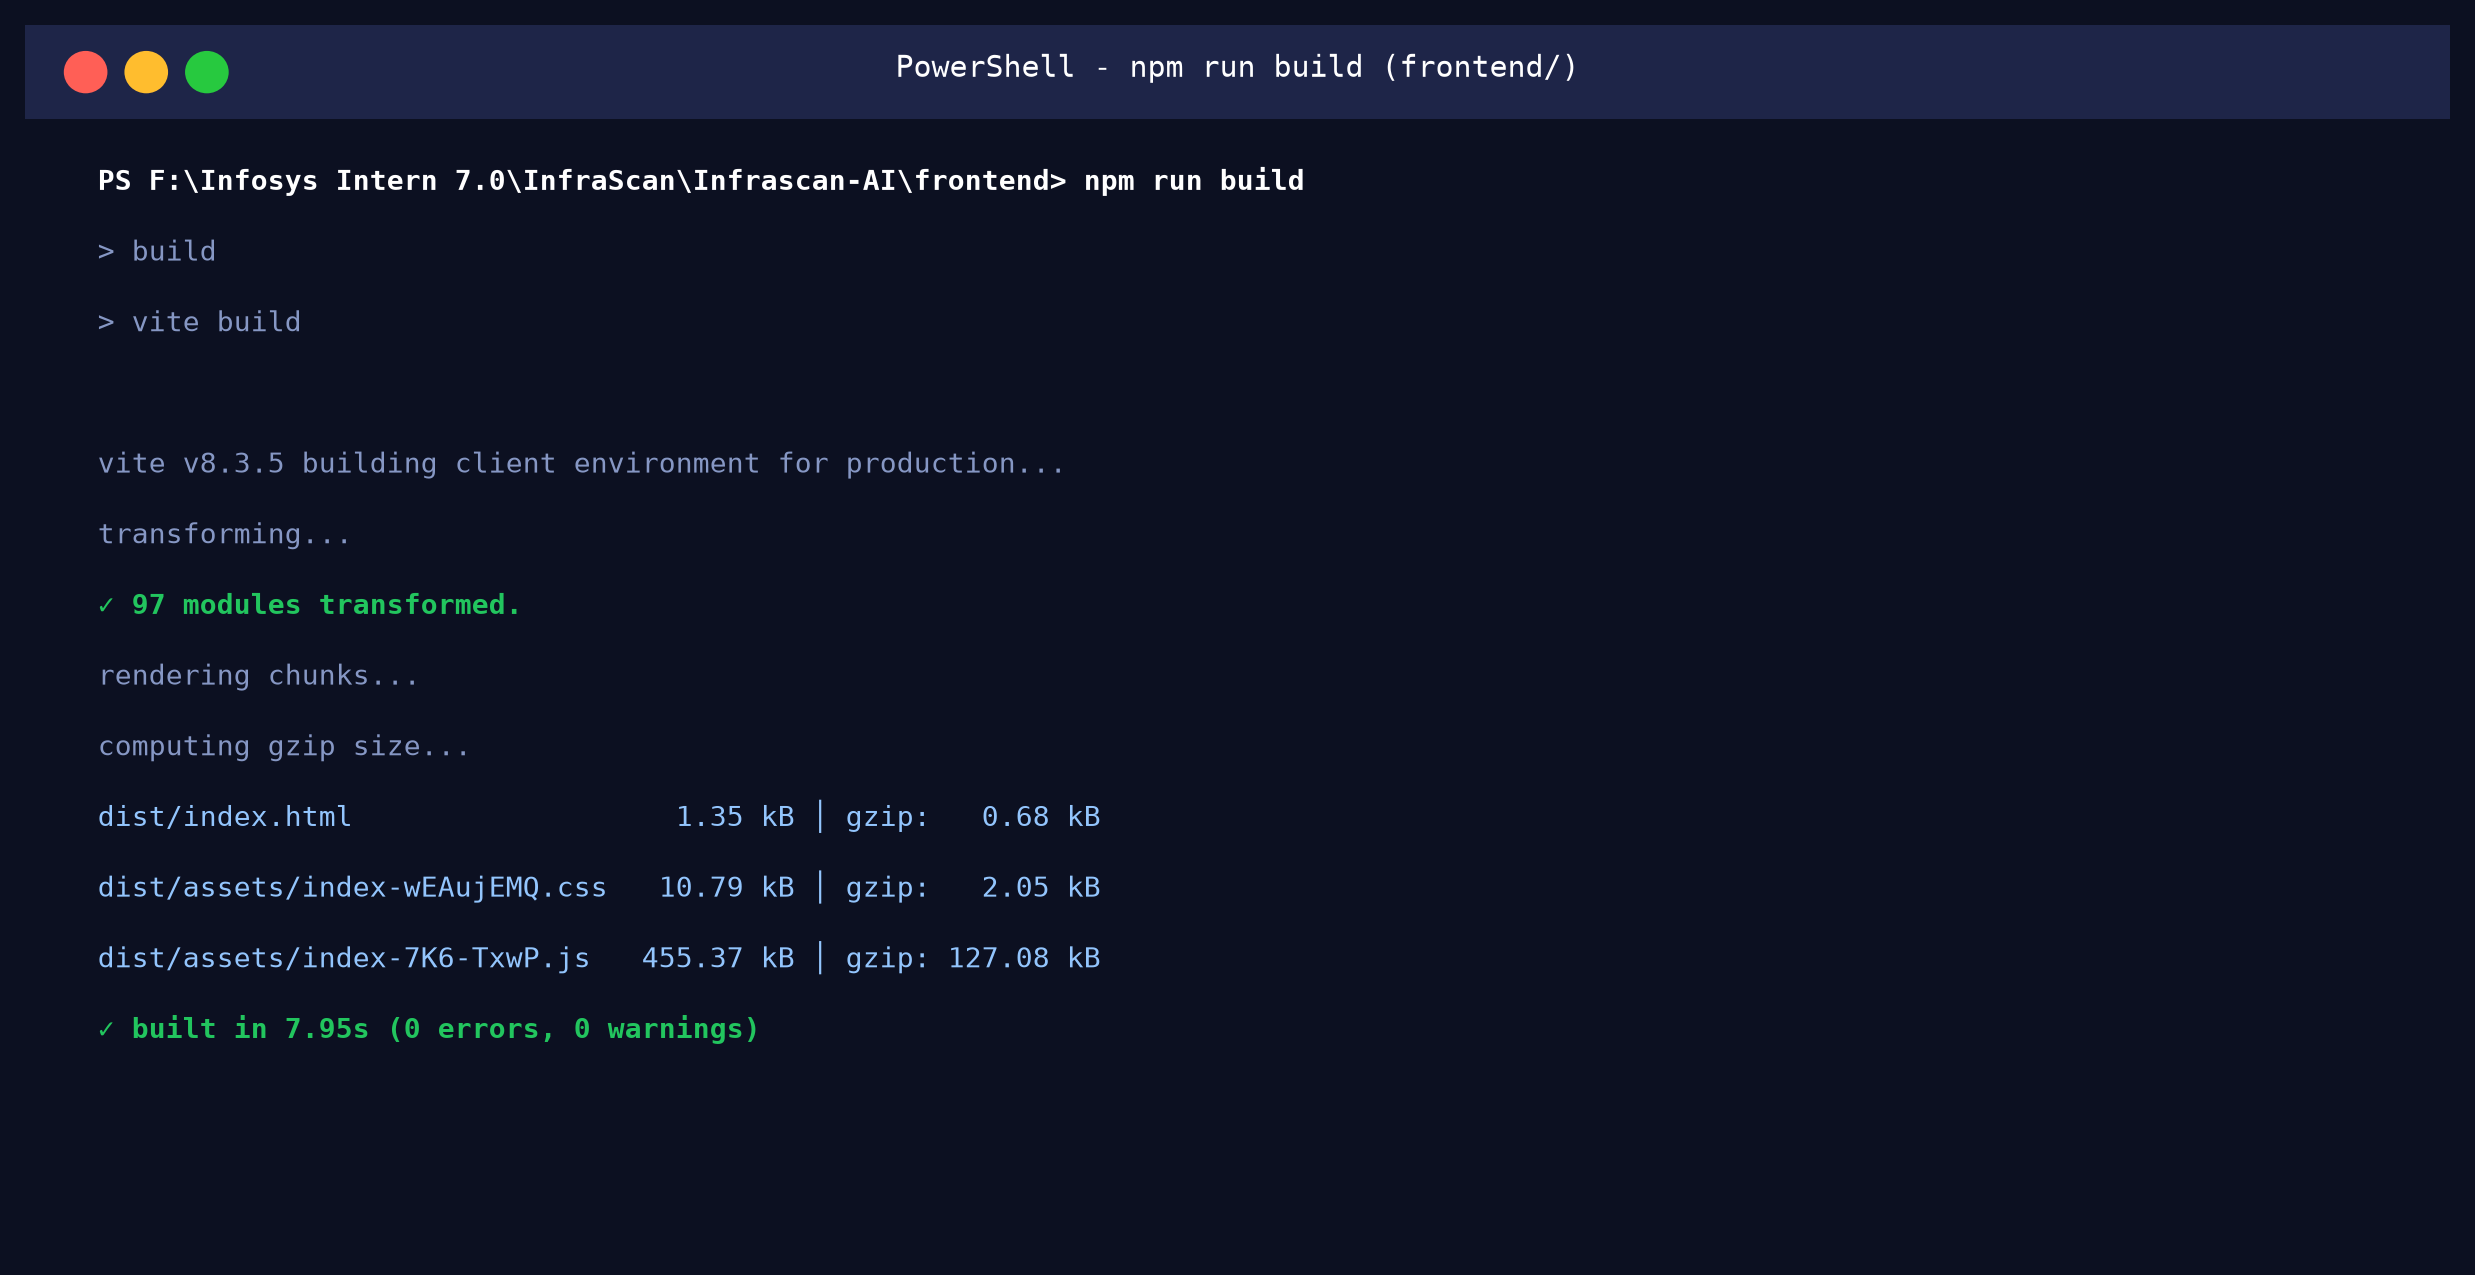 PowerShell - npm run build (frontend/)
PS F:\Infosys Intern 7.0\InfraScan\Infrascan-AI\frontend> npm run build
> build
> vite build
vite v8.3.5 building client environment for production...
transforming...
✓ 97 modules transformed.
rendering chunks...
computing gzip size...
dist/index.html                   1.35 kB │ gzip:   0.68 kB
dist/assets/index-wEAujEMQ.css   10.79 kB │ gzip:   2.05 kB
dist/assets/index-7K6-TxwP.js   455.37 kB │ gzip: 127.08 kB
✓ built in 7.95s (0 errors, 0 warnings)